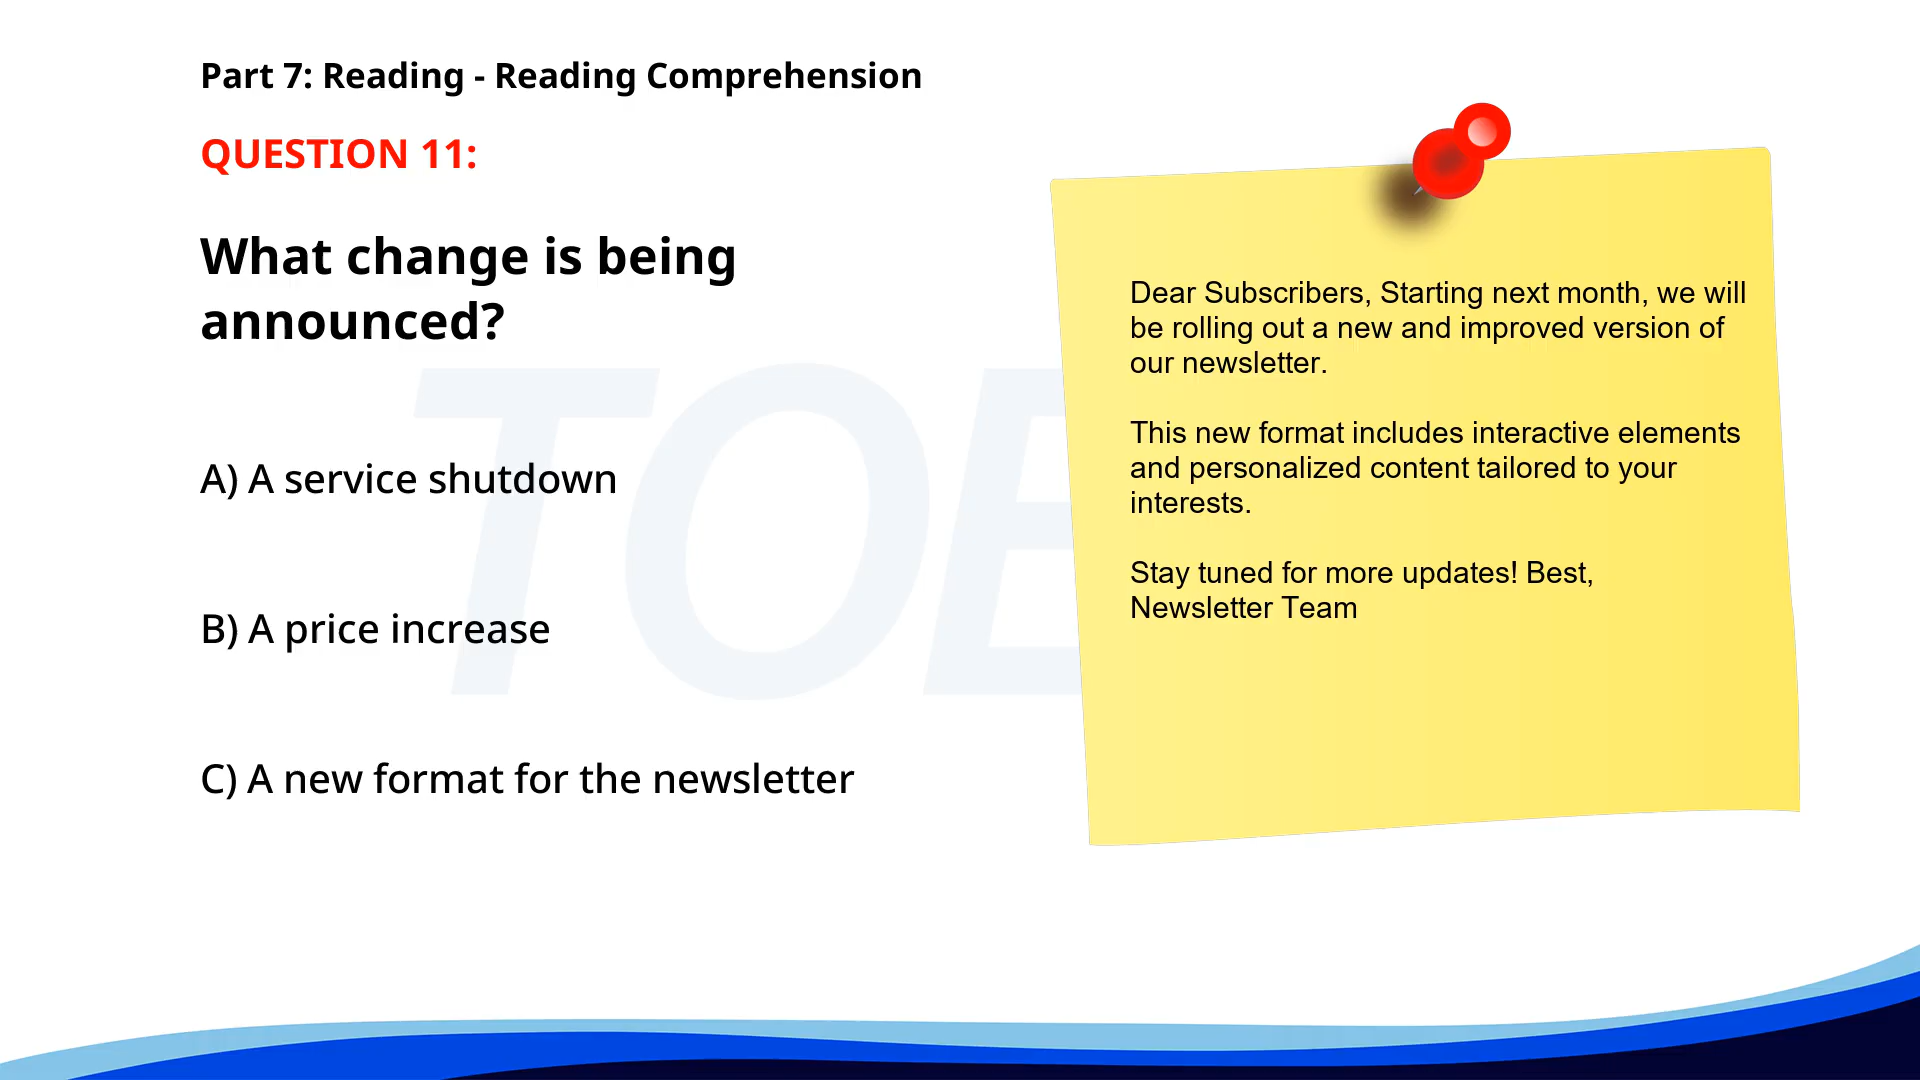 Part 7: Reading - Reading Comprehension
QUESTION 11:
What change is being
announced?
A) A service shutdown
B) A price increase
C) A new format for the newsletter
Dear Subscribers, Starting next month, we will
be rolling out a new and improved version of
our newsletter.
This new format includes interactive elements
and personalized content tailored to your
interests.
Stay tuned for more updates! Best,
Newsletter Team